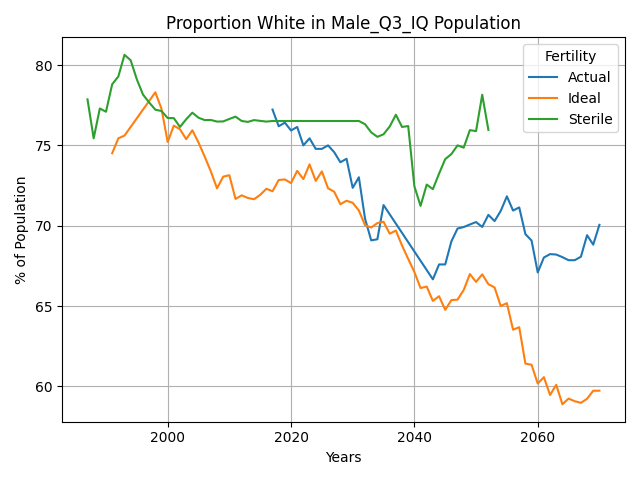 Proportion White in Male_Q3_IQ Population
Fertility
Actual
Ideal
Sterile
% of Population
80
75
70
65
60
2000
2020
2040
2060
Years